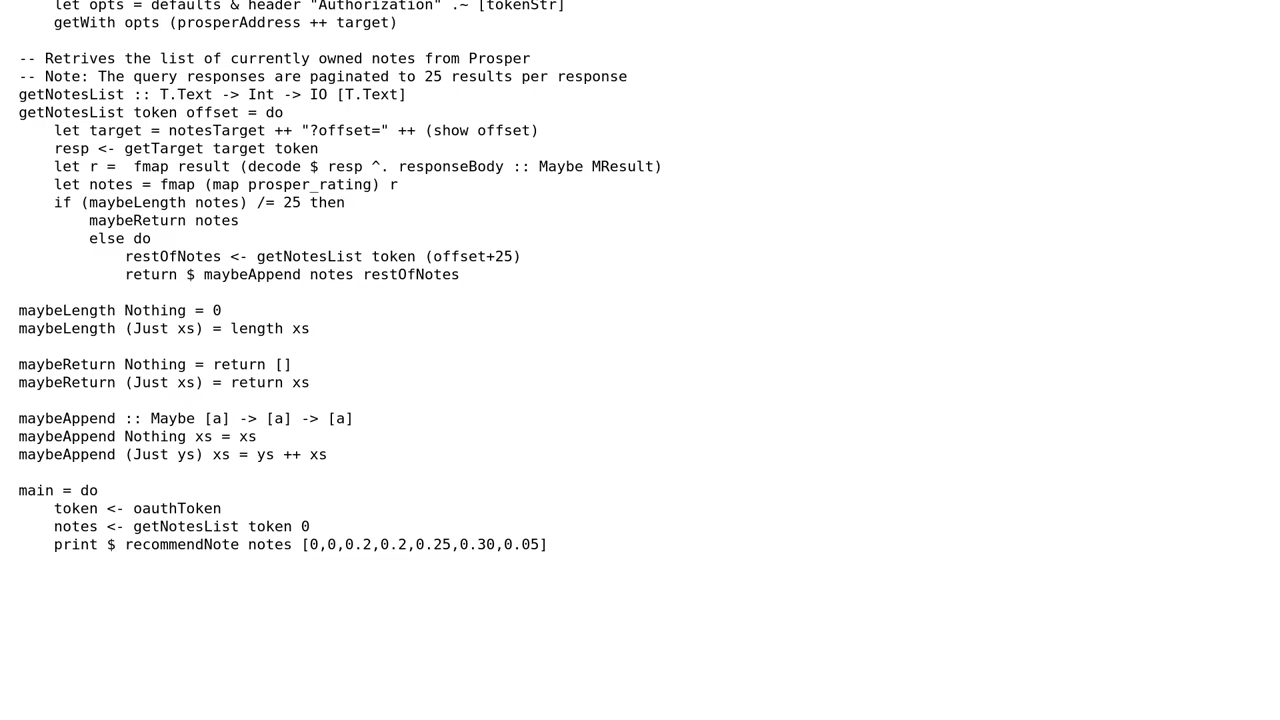 let opts = defaults & header "Authorization" .~ [tokenStr]
    getWith opts (prosperAddress ++ target)

-- Retrives the list of currently owned notes from Prosper
-- Note: The query responses are paginated to 25 results per response
getNotesList :: T.Text -> Int -> IO [T.Text]
getNotesList token offset = do
    let target = notesTarget ++ "?offset=" ++ (show offset)
    resp <- getTarget target token
    let r =  fmap result (decode $ resp ^. responseBody :: Maybe MResult)
    let notes = fmap (map prosper_rating) r
    if (maybeLength notes) /= 25 then
        maybeReturn notes
        else do
            restOfNotes <- getNotesList token (offset+25)
            return $ maybeAppend notes restOfNotes

maybeLength Nothing = 0
maybeLength (Just xs) = length xs

maybeReturn Nothing = return []
maybeReturn (Just xs) = return xs

maybeAppend :: Maybe [a] -> [a] -> [a]
maybeAppend Nothing xs = xs
maybeAppend (Just ys) xs = ys ++ xs

main = do
    token <- oauthToken
    notes <- getNotesList token 0
    print $ recommendNote notes [0,0,0.2,0.2,0.25,0.30,0.05]